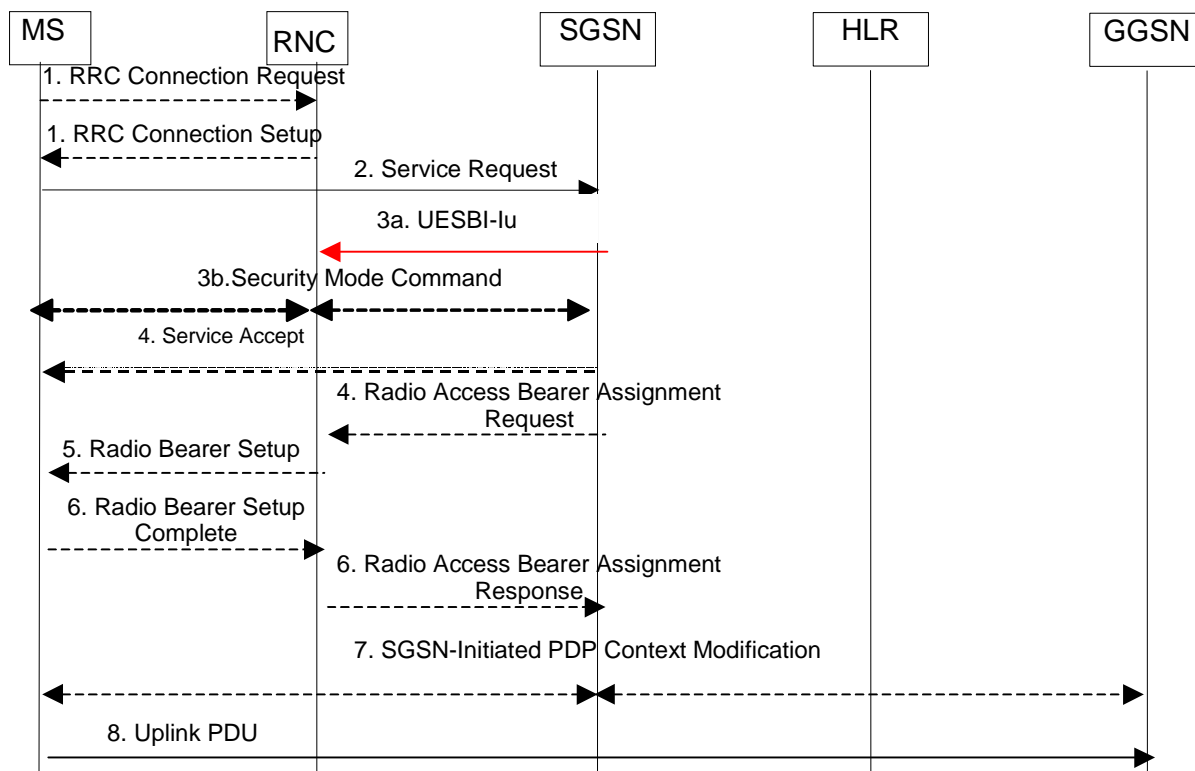 MS
RNC
SGSN
HLR
GGSN
1. RRC Connection Request
1. RRC Connection Setup
2. Service Request
3a. UESBI-Iu
3b.Security Mode Command
4. Service Accept
4. Radio Access Bearer Assignment
Request
5. Radio Bearer Setup
6. Radio Bearer Setup
Complete
6. Radio Access Bearer Assignment
Response
7. SGSN-Initiated PDP Context Modification
8. Uplink PDU